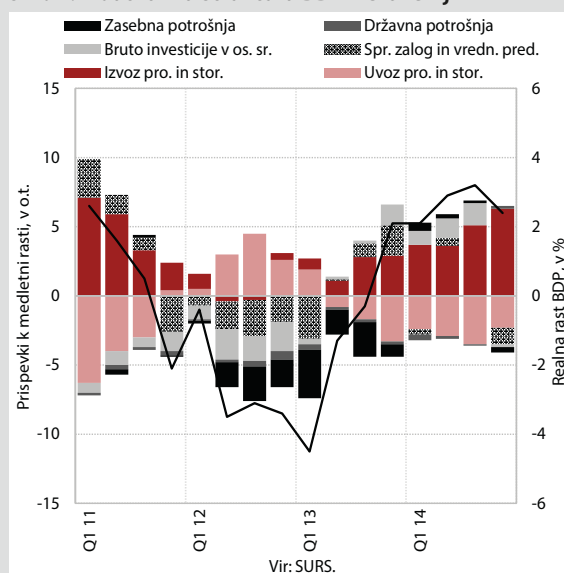 Zasebna potrošnja
Državna potrošnja
Bruto investicije v os. sr.
Spr. zalog in vredn. pred.
Izvoz pro. in stor.
Uvoz pro. in stor.
Prispevki k medletni rasti, v o.t.
15
10
5
0
-5
-10
-15
6
4
2
0
-2
-4
-6
Realna rast BDP, v %
Q1 11
Q1 12
Q1 13
Q1 14
Vir: SURS.